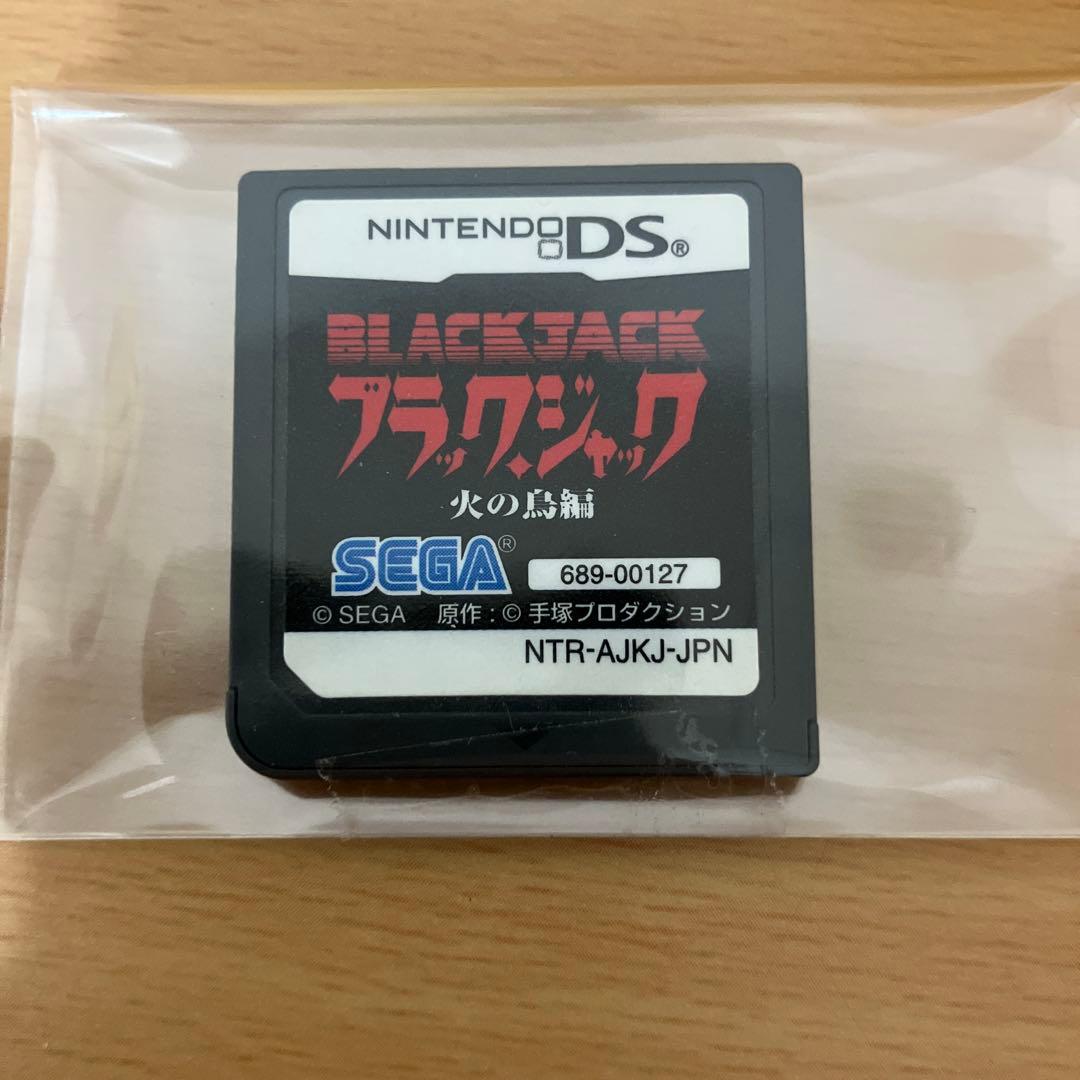 NINTENDO DS®
BLACKJACK
ブラック・ジャック
火の鳥編
SEGA® 689-00127
© SEGA 原作:© 手塚プロダクション
NTR-AJKJ-JPN